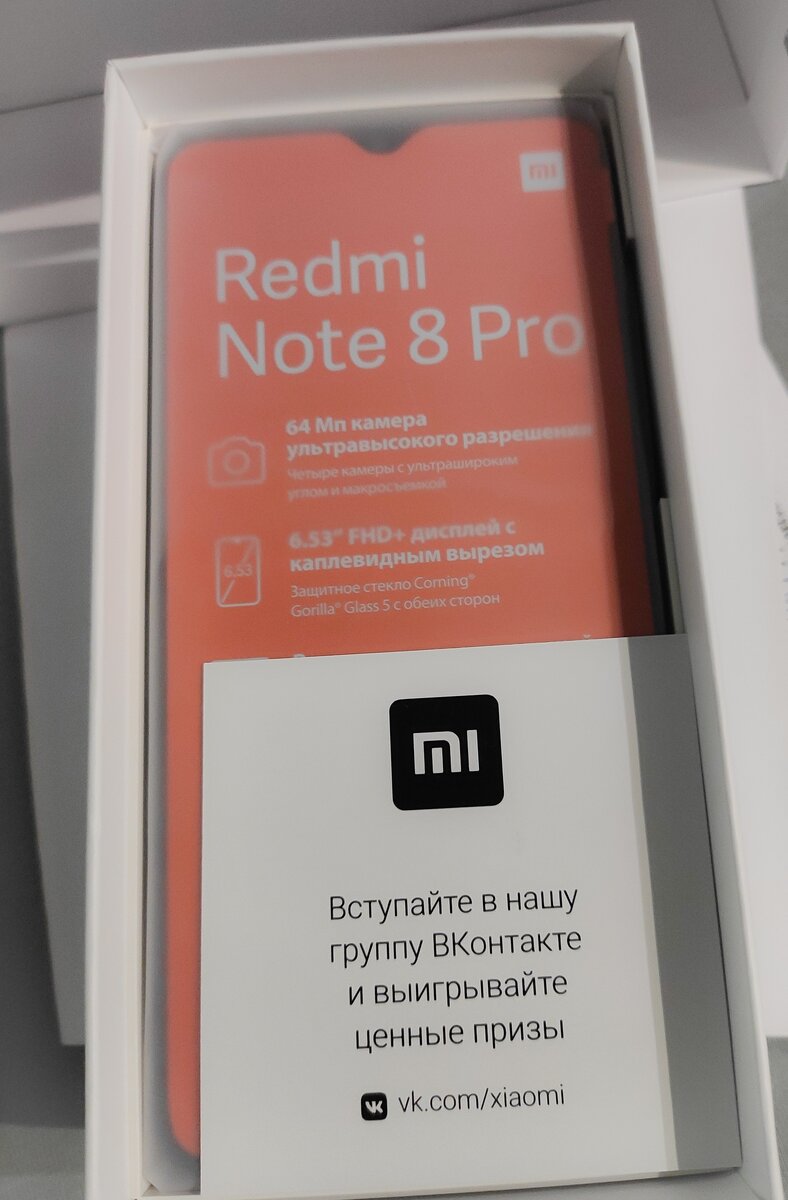 mi
Redmi
Note 8 Pro
64 Мп камера
ультравысокого разрешения
Четыре камеры с ультрашироким
углом и макросъемкой
6.53" FHD+ дисплей с
каплевидным вырезом
6.53
Защитное стекло Corning®
Gorilla® Glass 5 с обеих сторон
mi
Вступайте в нашу
группу ВКонтакте
и выигрывайте
ценные призы
vk.com/xiaomi